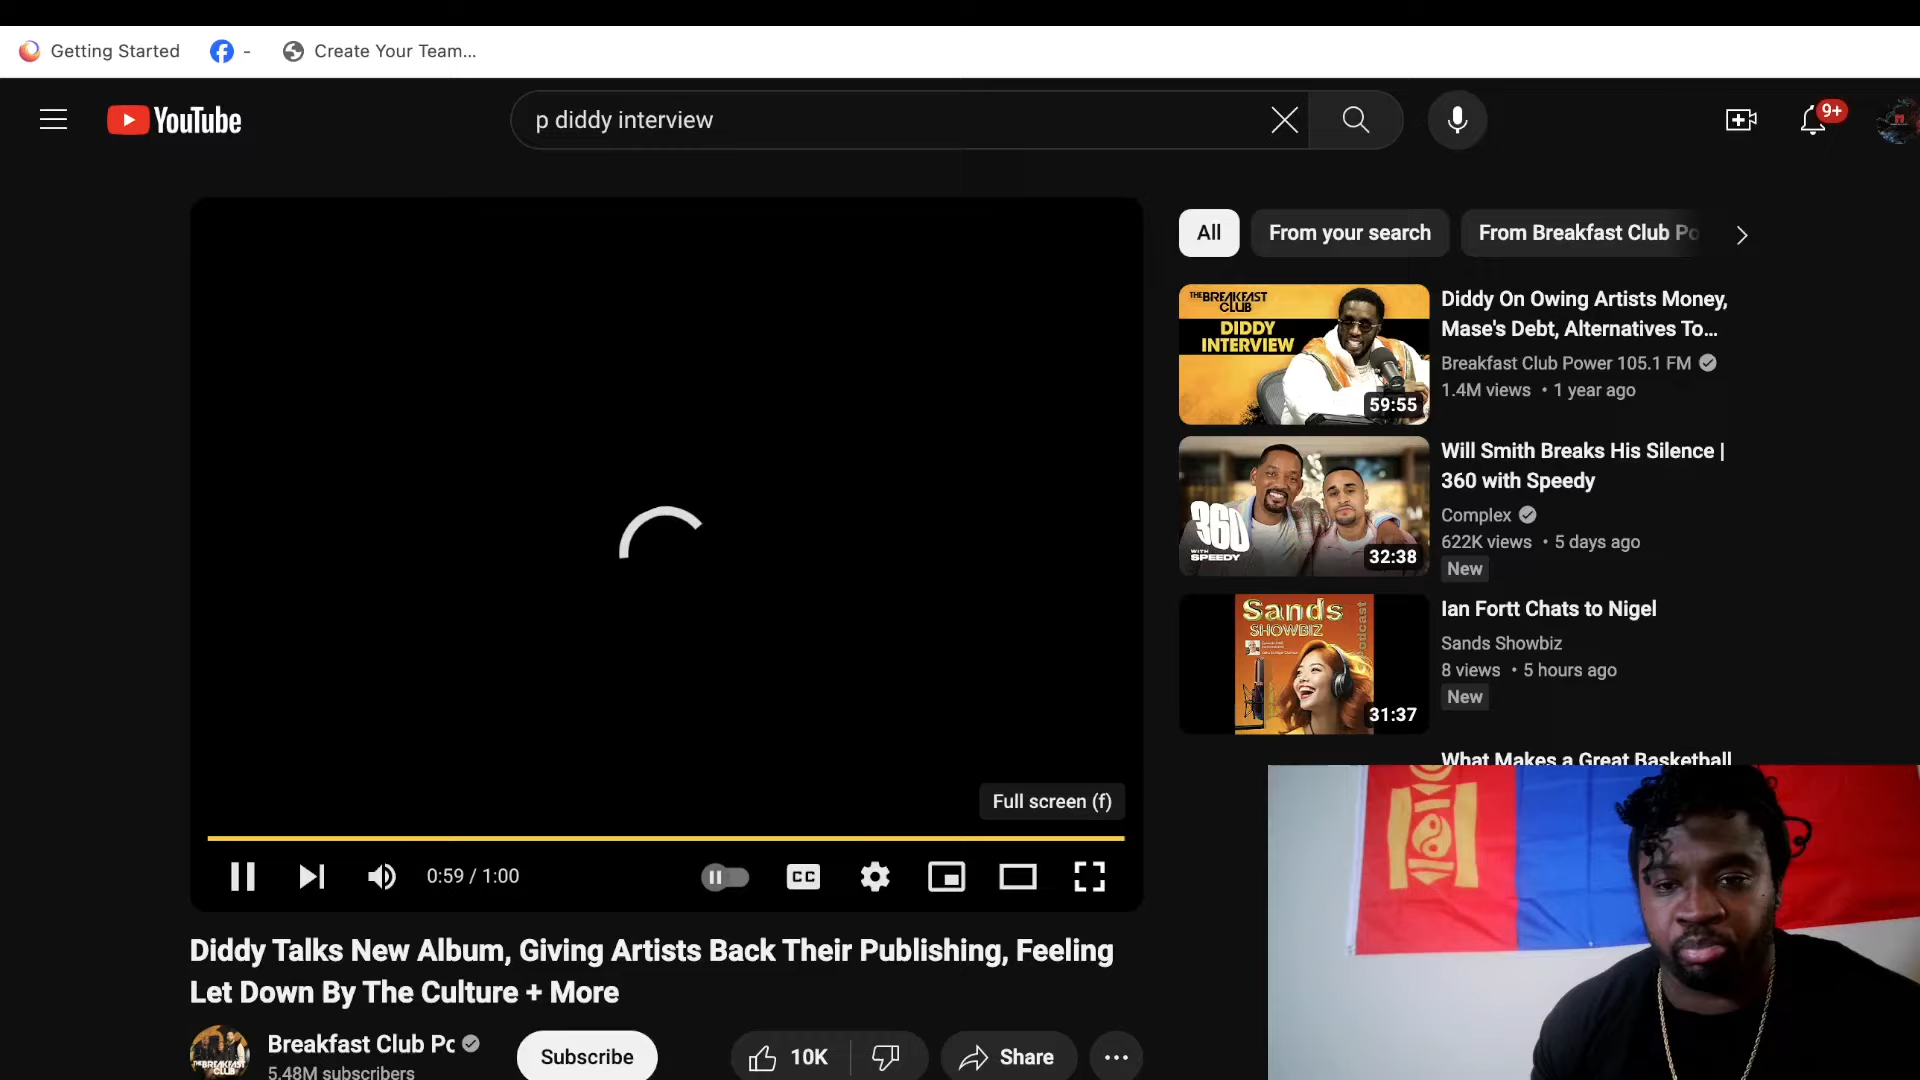 Getting Started
-
Create Your Team...
YouTube
p diddy interview
9+
All
From your search
From Breakfast Club Po
THE BREAKFAST
CLUB
DIDDY
INTERVIEW
59:55
Diddy On Owing Artists Money,
Mase's Debt, Alternatives To...
Breakfast Club Power 105.1 FM
1.4M views • 1 year ago
360
WITH
SPEEDY
32:38
Will Smith Breaks His Silence |
360 with Speedy
Complex
622K views • 5 days ago
New
Sands
SHOWBIZ
Podcast
31:37
Ian Fortt Chats to Nigel
Sands Showbiz
8 views • 5 hours ago
New
What Makes a Great Basketball
Full screen (f)
0:59 / 1:00
CC
Diddy Talks New Album, Giving Artists Back Their Publishing, Feeling
Let Down By The Culture + More
THE BREAKFAST
CLUB
Breakfast Club Pc
5.48M subscribers
Subscribe
10K
Share